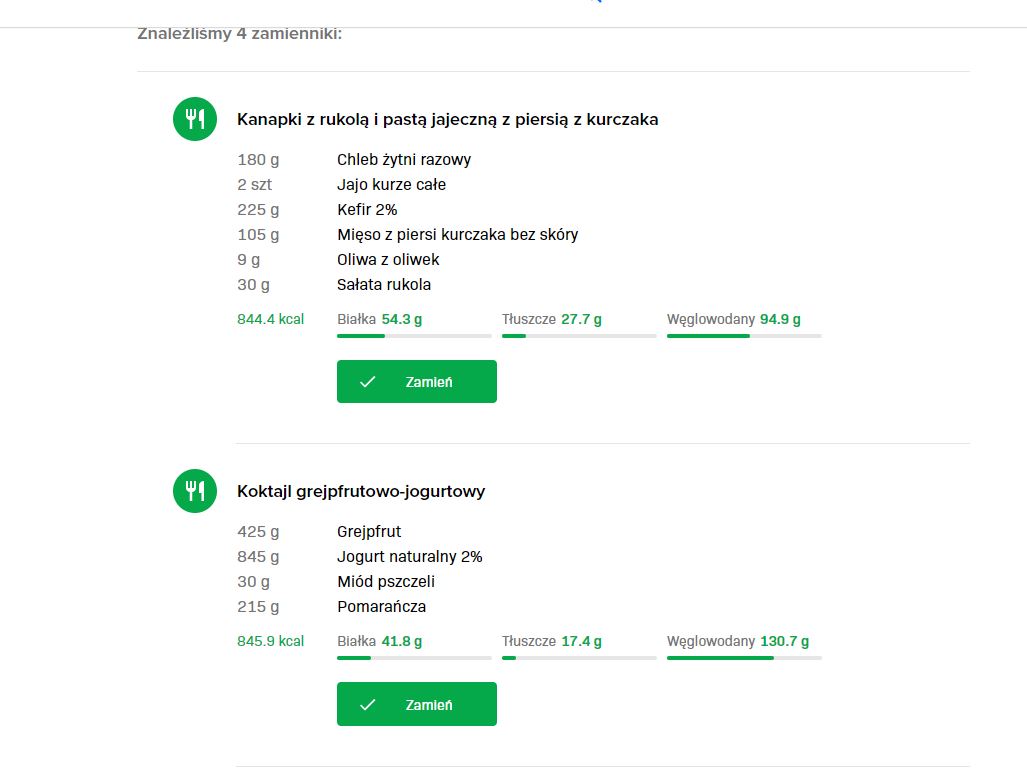 Znaleźliśmy 4 zamienniki:
Kanapki z rukolą i pastą jajeczną z piersią z kurczaka
180 g Chleb żytni razowy
2 szt Jajo kurze całe
225 g Kefir 2%
105 g Mięso z piersi kurczaka bez skóry
9 g Oliwa z oliwek
30 g Sałata rukola
844.4 kcal Białka 54.3 g Tłuszcze 27.7 g Węglowodany 94.9 g
Zamień
Koktajl grejpfrutowo-jogurtowy
425 g Grejpfrut
845 g Jogurt naturalny 2%
30 g Miód pszczeli
215 g Pomarańcza
845.9 kcal Białka 41.8 g Tłuszcze 17.4 g Węglowodany 130.7 g
Zamień